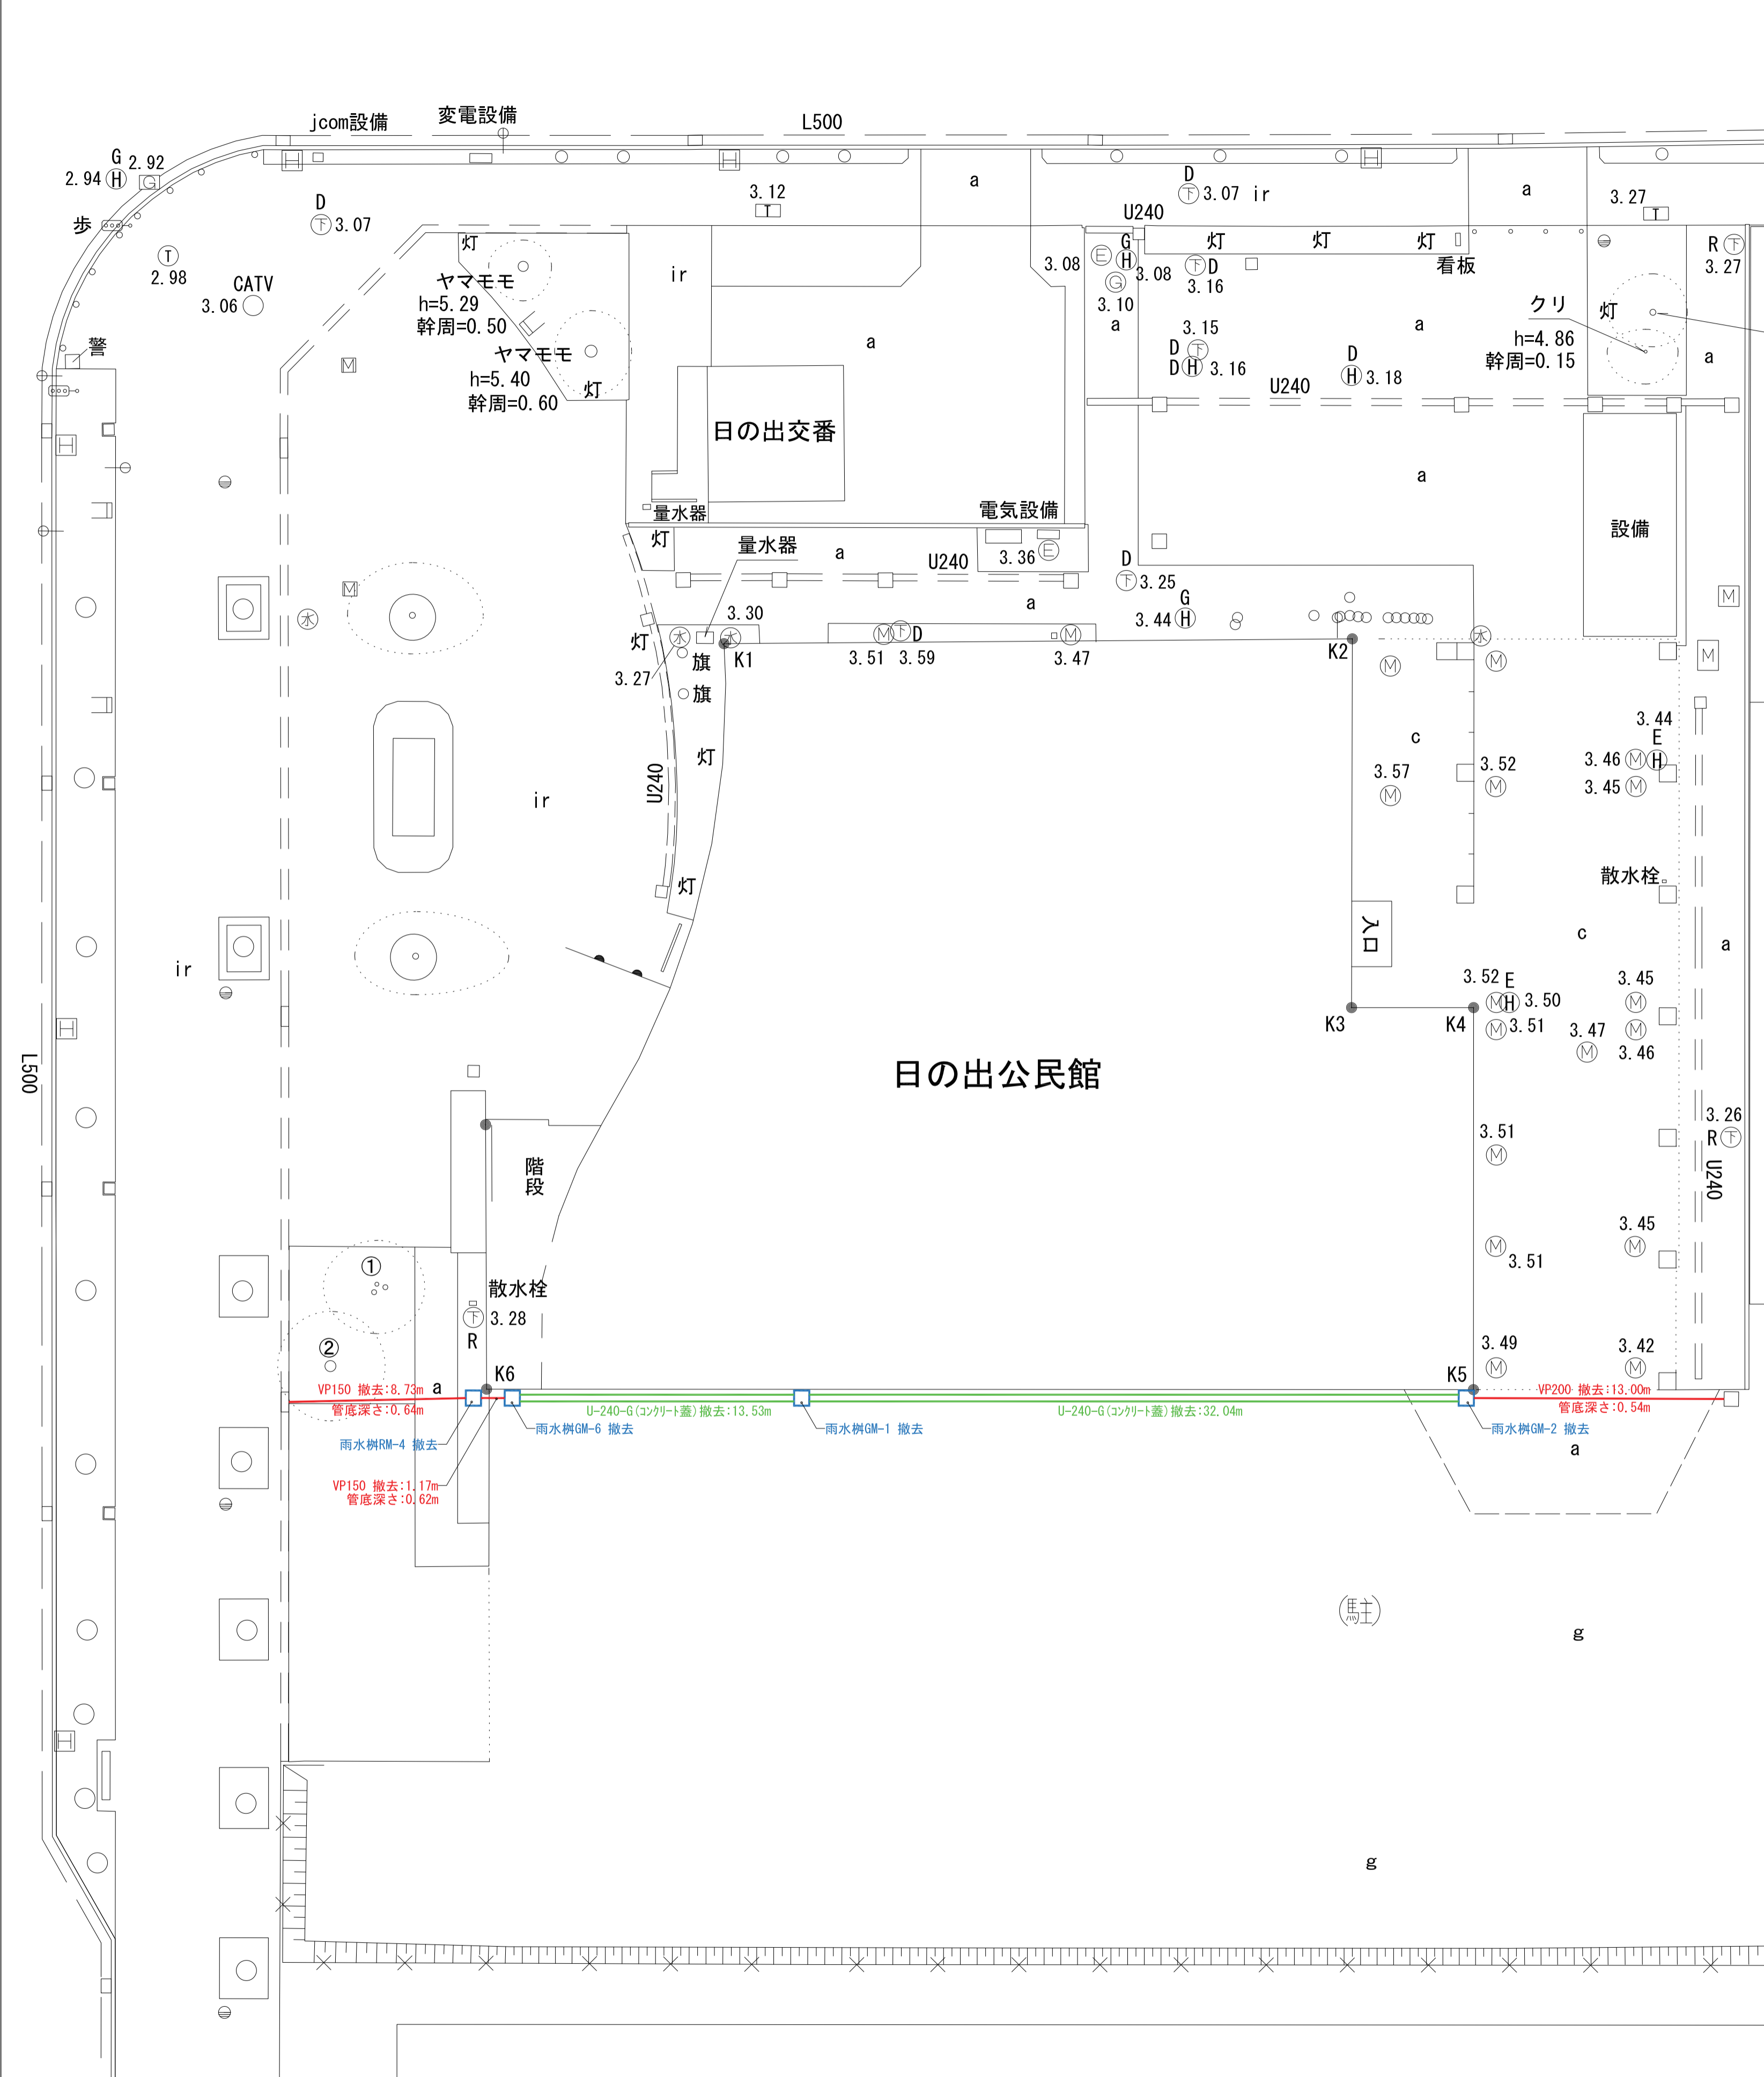 jcom設備
変電設備
L500
G
2.92
2.94
H
G
歩
D
下
3.07
T
2.98
CATV
3.06
警
3.12
T
a
D
下
3.07
ir
a
3.27
T
灯
ヤマモモ
h=5.29
幹周=0.50
ヤマモモ
h=5.40
幹周=0.60
灯
ir
a
U240
G
E
H
3.08
3.08
G
3.10
a
灯
灯
灯
看板
下
D
3.16
3.15
D
下
D
H
3.16
D
H
3.18
a
U240
クリ
h=4.86
幹周=0.15
灯
R
下
3.27
a
M
日の出交番
量水器
電気設備
灯
量水器
a
U240
3.36
E
a
a
設備
D
下
3.25
G
3.44
H
M
水
灯
水
3.30
水
旗
旗
3.27
K1
M
下
D
3.51
3.59
M
3.47
K2
水
M
M
M
M
c
3.57
M
3.52
M
3.44
E
3.46
M
H
3.45
M
灯
U240
ir
灯
散水栓
入口
c
a
ir
L500
3.52
E
M
H
3.50
M
3.51
3.45
M
3.47
M
M
3.46
K3
K4
日の出公民館
3.26
R
下
U240
3.51
M
階段
3.45
M
M
3.51
①
②
散水栓
下
3.28
R
K6
K5
3.49
M
3.42
M
a
VP150 撤去:8.73m
管底深さ:0.64m
U-240-G(コンクリート蓋)撤去:13.53m
U-240-G(コンクリート蓋)撤去:32.04m
VP200 撤去:13.00m
管底深さ:0.54m
雨水桝RM-4 撤去
雨水桝GM-6 撤去
雨水桝GM-1 撤去
雨水桝GM-2 撤去
a
VP150 撤去:1.17m
管底深さ:0.62m
(駐)
g
g